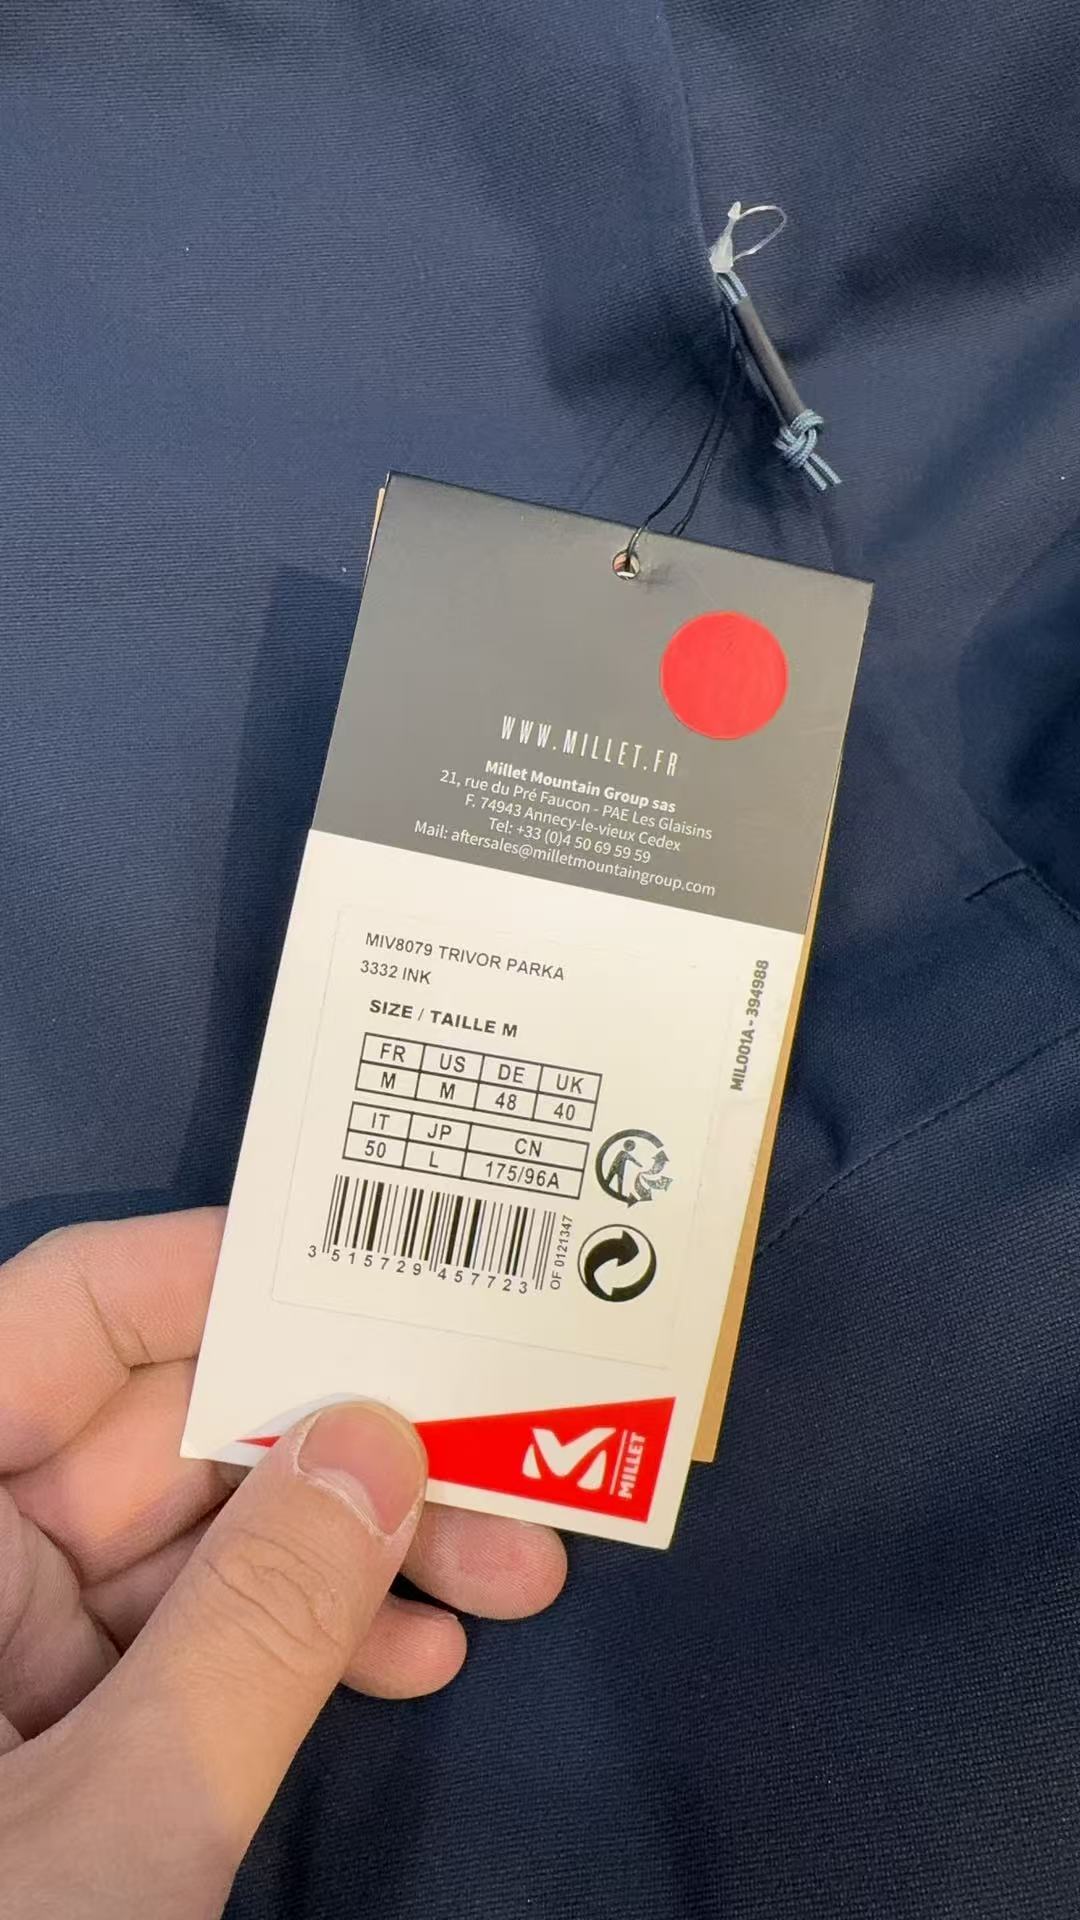 WWW.MILLET.FR
Millet Mountain Group sas
21, rue du Pré Faucon - PAE Les Glaisins
F. 74943 Annecy-le-vieux Cedex
Tel: +33 (0)4 50 69 59 59
Mail: aftersales@milletmountaingroup.com
MIV8079 TRIVOR PARKA
3332 INK
SIZE / TAILLE M
FR US DE UK
M M 48 40
IT JP CN
50 L 175/96A
3 515729 457723
OF 0121347
MIL001A - 394988
MILLET